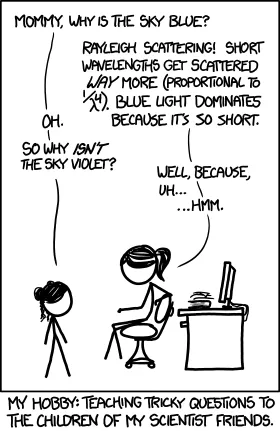 MOMMY, WHY IS THE SKY BLUE?
RAYLEIGH SCATTERING! SHORT
WAVELENGTHS GET SCATTERED
WAY MORE (PROPORTIONAL TO
1/λ⁴). BLUE LIGHT DOMINATES
BECAUSE IT'S SO SHORT.
OH.
SO WHY ISN'T
THE SKY VIOLET?
WELL, BECAUSE,
UH...
...HMM.
MY HOBBY: TEACHING TRICKY QUESTIONS TO
THE CHILDREN OF MY SCIENTIST FRIENDS.